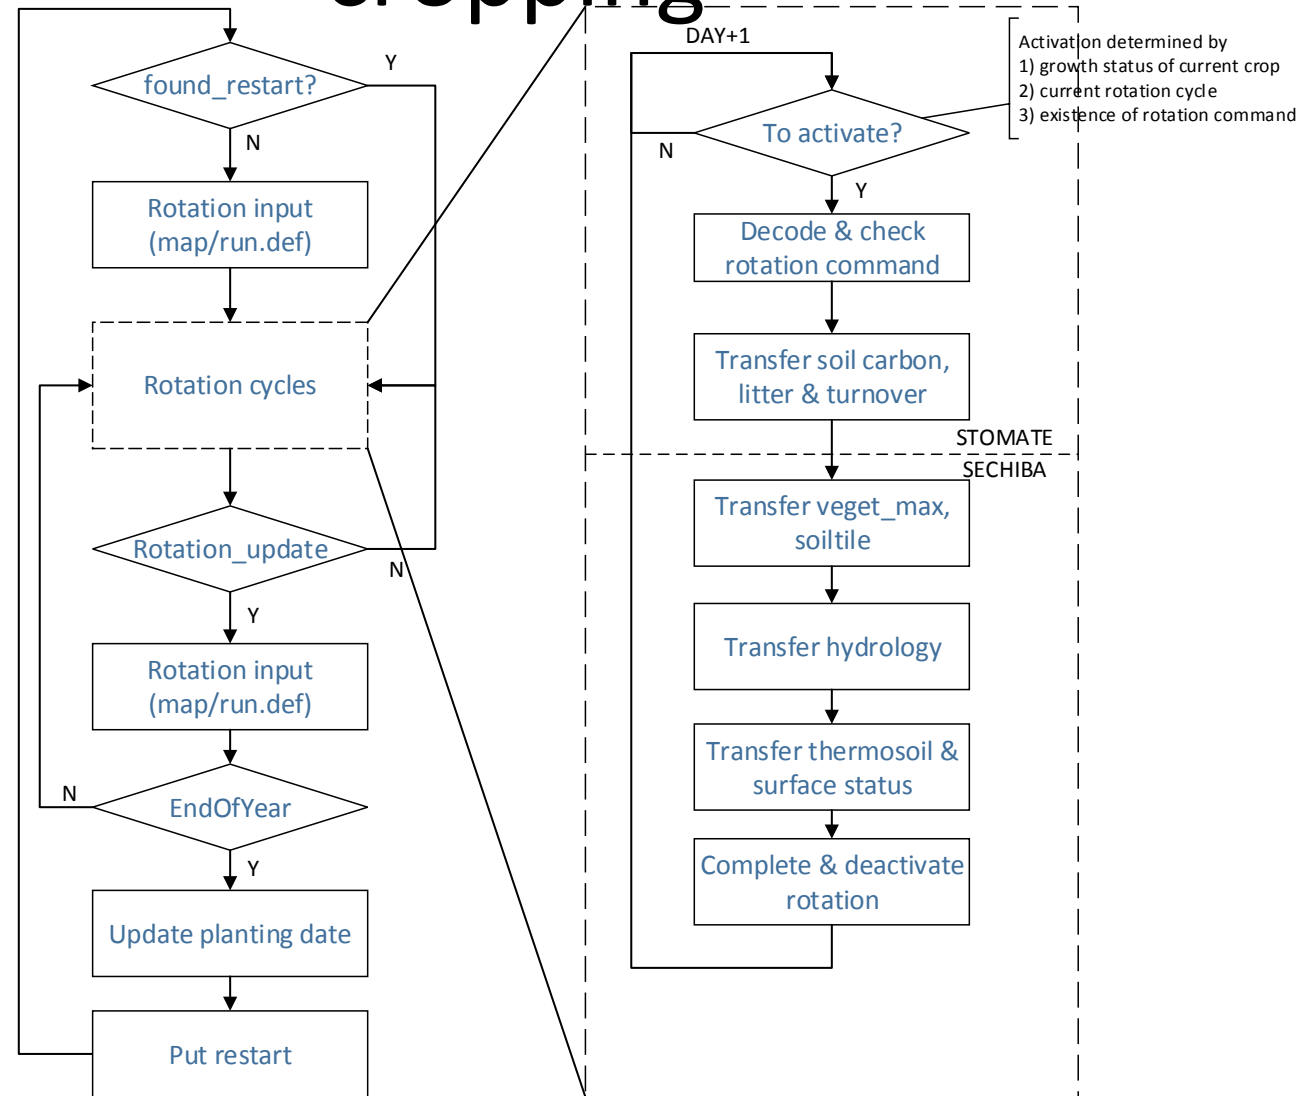 cropping
found_restart?
Y
N
Rotation input
(map/run.def)
Rotation cycles
Rotation_update
N
Y
Rotation input
(map/run.def)
EndOfYear
N
Y
Update planting date
Put restart
DAY+1
Activation determined by
1) growth status of current crop
2) current rotation cycle
3) existence of rotation command
To activate?
N
Y
Decode & check
rotation command
Transfer soil carbon,
litter & turnover
STOMATE
SECHIBA
Transfer veget_max,
soiltile
Transfer hydrology
Transfer thermosoil &
surface status
Complete & deactivate
rotation